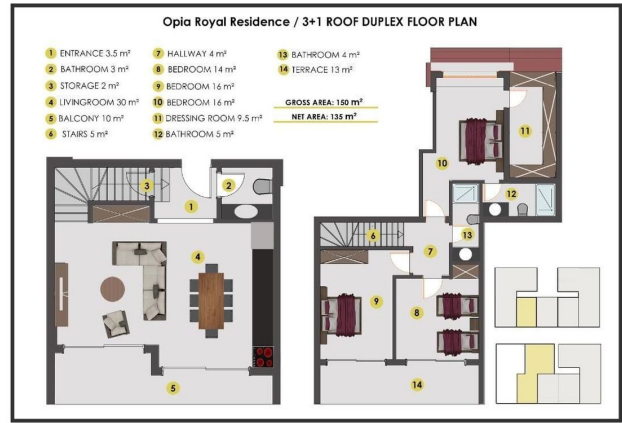 Opia Royal Residence / 3+1 ROOF DUPLEX FLOOR PLAN
1 ENTRANCE 3.5 m²
2 BATHROOM 3 m²
3 STORAGE 2 m²
4 LIVINGROOM 30 m²
5 BALCONY 10 m²
6 STAIRS 5 m²
7 HALLWAY 4 m²
8 BEDROOM 14 m²
9 BEDROOM 16 m²
10 BEDROOM 16 m²
11 DRESSING ROOM 9.5 m²
12 BATHROOM 5 m²
13 BATHROOM 4 m²
14 TERRACE 13 m²
GROSS AREA: 150 m²
NET AREA: 135 m²
3
2
1
4
5
11
10
12
13
6
7
9
8
14